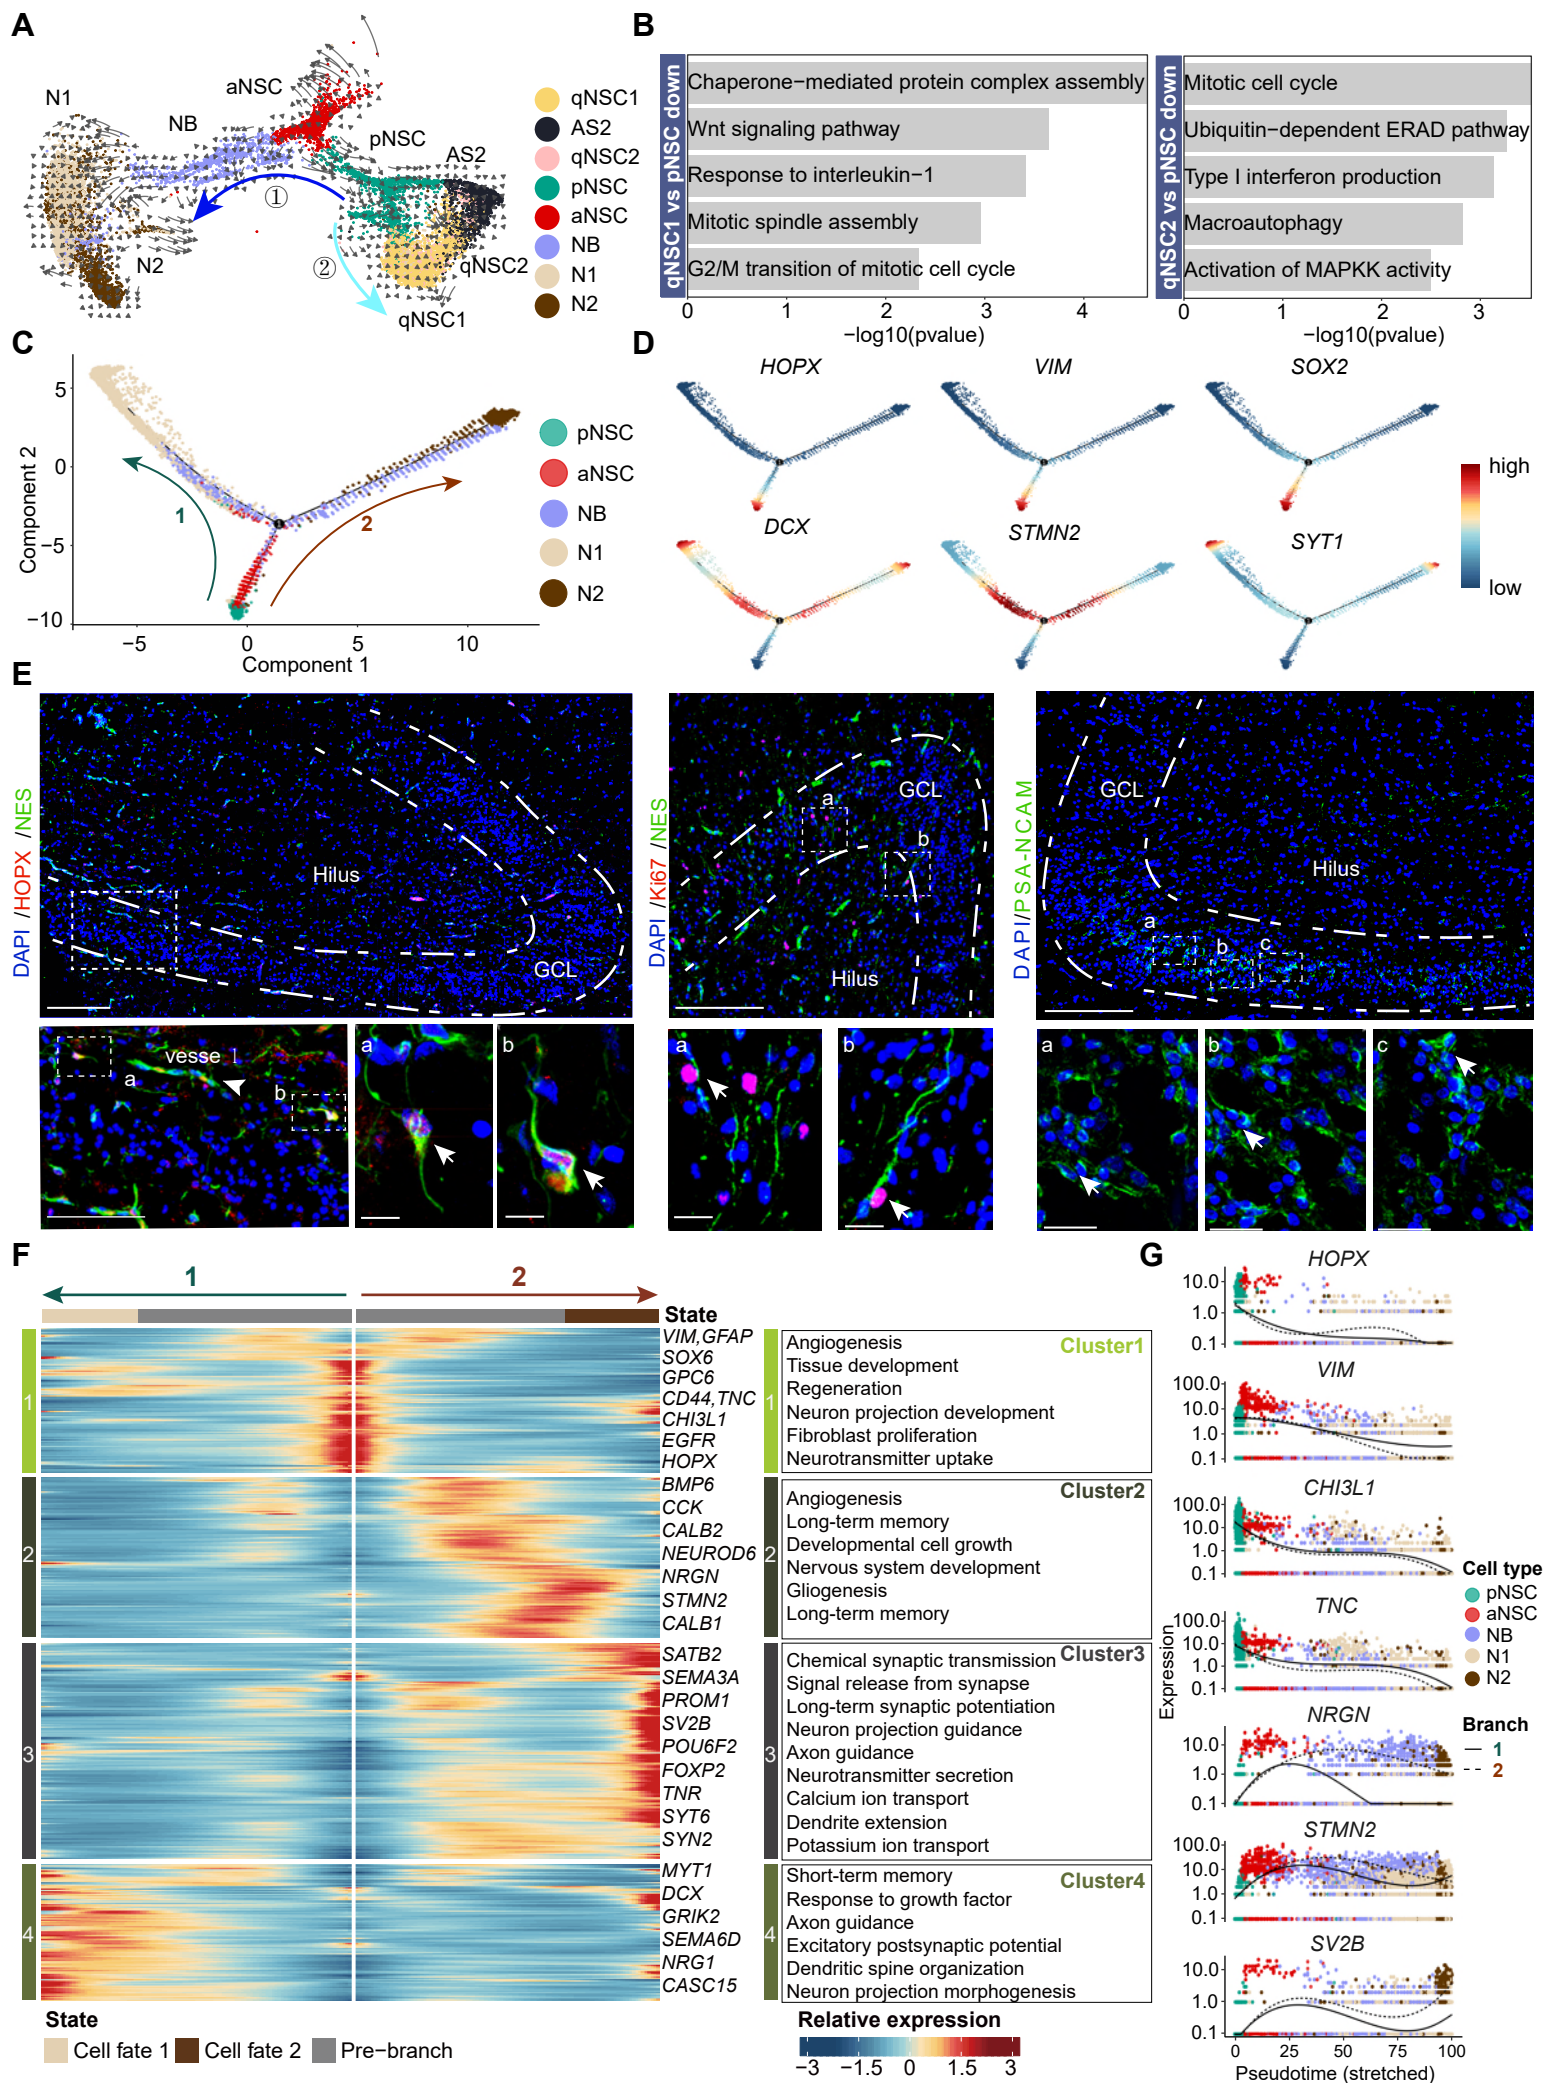 A
N1
NB
aNSC
pNSC
AS2
①
②
N2
qNSC2
qNSC1
qNSC1
AS2
qNSC2
pNSC
aNSC
NB
N1
N2
B
qNSC1 vs pNSC down
Chaperone−mediated protein complex assembly
Wnt signaling pathway
Response to interleukin−1
Mitotic spindle assembly
G2/M transition of mitotic cell cycle
0 1 2 3 4
−log10(pvalue)
qNSC2 vs pNSC down
Mitotic cell cycle
Ubiquitin−dependent ERAD pathway
Type I interferon production
Macroautophagy
Activation of MAPKK activity
0 1 2 3
−log10(pvalue)
C
Component 2
5
0
−5
−10
−5 0 5 10
Component 1
1
2
pNSC
aNSC
NB
N1
N2
D
HOPX
VIM
SOX2
DCX
STMN2
SYT1
high
low
E
DAPI /HOPX /NES
Hilus
GCL
vesse l
a
b
a
b
DAPI /Ki67 /NES
a
b
GCL
Hilus
a
b
DAPI/PSA-NCAM
GCL
Hilus
a
b
c
a
b
c
F
1
2
State
1
VIM,GFAP
SOX6
GPC6
CD44,TNC
CHI3L1
EGFR
HOPX
2
BMP6
CCK
CALB2
NEUROD6
NRGN
STMN2
CALB1
3
SATB2
SEMA3A
PROM1
SV2B
POU6F2
FOXP2
TNR
SYT6
SYN2
4
MYT1
DCX
GRIK2
SEMA6D
NRG1
CASC15
State
Cell fate 1
Cell fate 2
Pre−branch
1
Cluster1
Angiogenesis
Tissue development
Regeneration
Neuron projection development
Fibroblast proliferation
Neurotransmitter uptake
2
Cluster2
Angiogenesis
Long-term memory
Developmental cell growth
Nervous system development
Gliogenesis
Long-term memory
3
Cluster3
Chemical synaptic transmission
Signal release from synapse
Long-term synaptic potentiation
Neuron projection guidance
Axon guidance
Neurotransmitter secretion
Calcium ion transport
Dendrite extension
Potassium ion transport
4
Cluster4
Short-term memory
Response to growth factor
Axon guidance
Excitatory postsynaptic potential
Dendritic spine organization
Neuron projection morphogenesis
Relative expression
−3 −1.5 0 1.5 3
G
HOPX
10.0
1.0
0.1
VIM
100.0
10.0
1.0
0.1
CHI3L1
100.0
10.0
1.0
0.1
TNC
100.0
10.0
1.0
0.1
NRGN
10.0
1.0
0.1
STMN2
100.0
10.0
1.0
0.1
SV2B
10.0
1.0
0.1
Expression
0 25 50 75 100
Pseudotime (stretched)
Cell type
pNSC
aNSC
NB
N1
N2
Branch
1
2